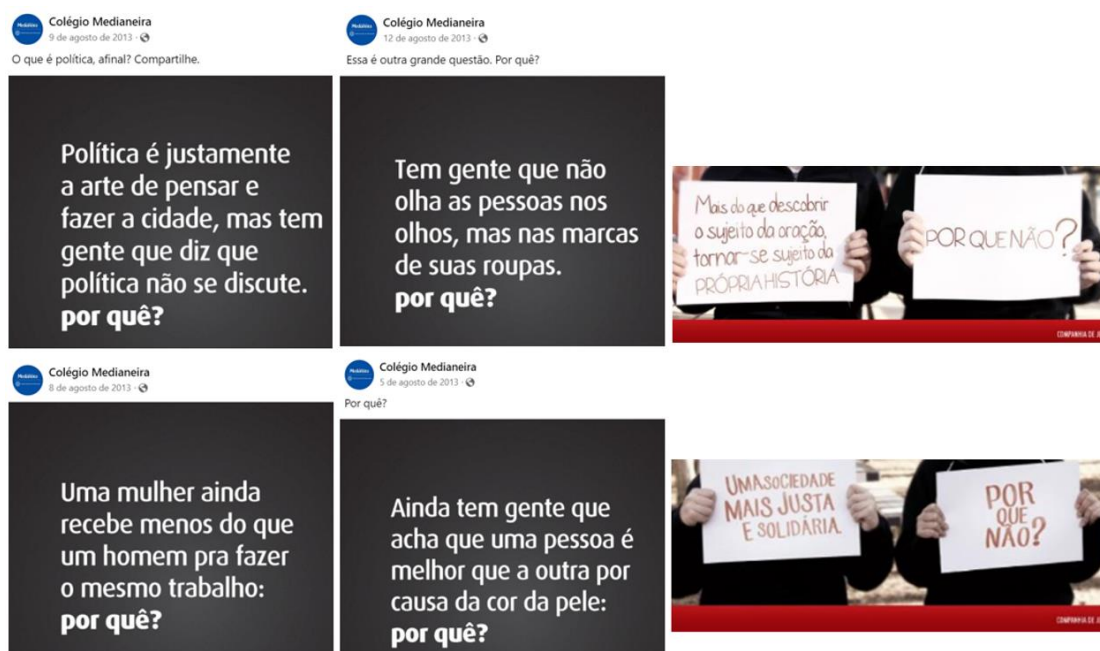 Colégio Medianeira
9 de agosto de 2013 ·
O que é política, afinal? Compartilhe.
Política é justamente
a arte de pensar e
fazer a cidade, mas tem
gente que diz que
política não se discute.
por quê?
Colégio Medianeira
12 de agosto de 2013 ·
Essa é outra grande questão. Por quê?
Tem gente que não
olha as pessoas nos
olhos, mas nas marcas
de suas roupas.
por quê?
Mais do que descobrir
o sujeito da oração,
tornar-se sujeito da
PRÓPRIA HISTÓRIA
POR QUE NÃO?
COMPANHIA DE JE
Colégio Medianeira
8 de agosto de 2013 ·
Uma mulher ainda
recebe menos do que
um homem pra fazer
o mesmo trabalho:
por quê?
Colégio Medianeira
5 de agosto de 2013 ·
Por quê?
Ainda tem gente que
acha que uma pessoa é
melhor que a outra por
causa da cor da pele:
por quê?
UMA SOCIEDADE
MAIS JUSTA
E SOLIDÁRIA.
POR
QUE
NÃO?
COMPANHIA DE JE